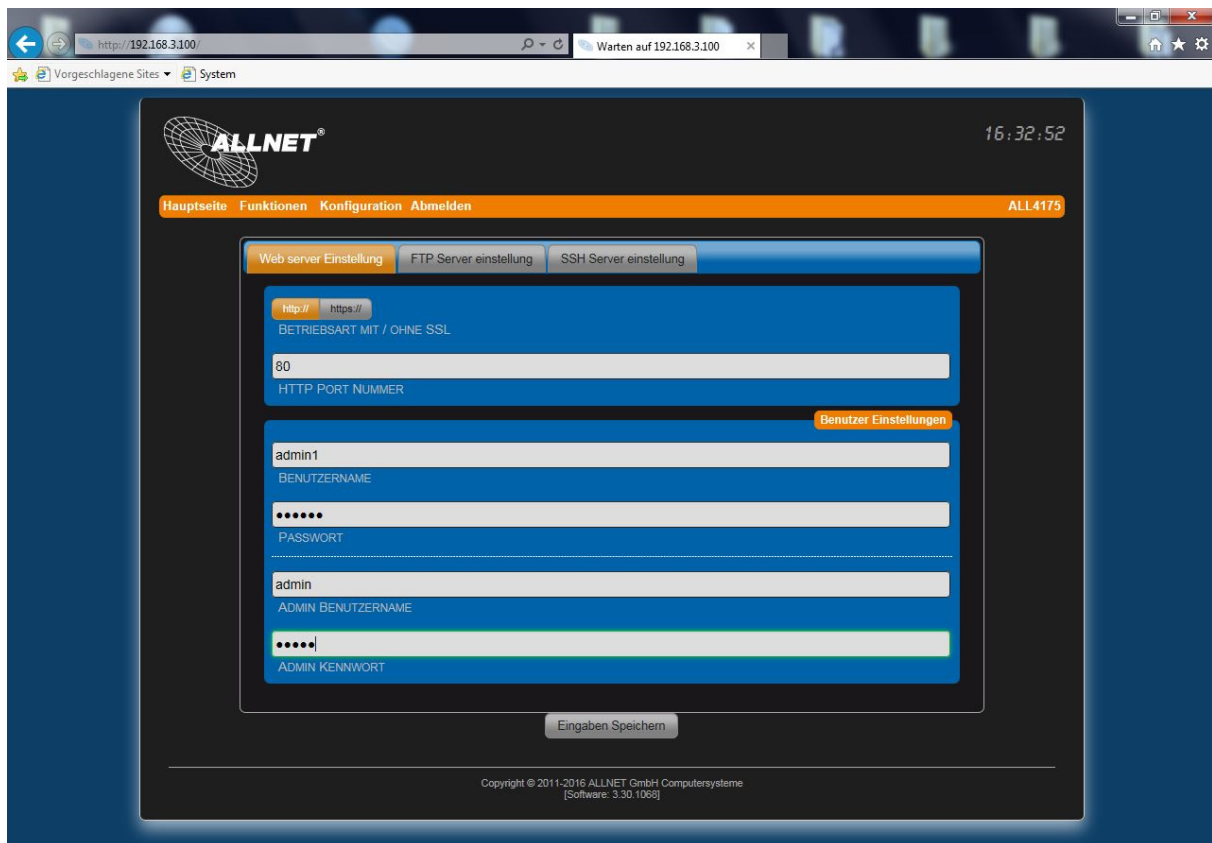 http://192.168.3.100/
Warten auf 192.168.3.100
Vorgeschlagene Sites
System
ALLNET®
16:32:52
Hauptseite Funktionen Konfiguration Abmelden
ALL4175
Web server Einstellung
FTP Server einstellung
SSH Server einstellung
http://
https://
BETRIEBSART MIT / OHNE SSL
80
HTTP PORT NUMMER
Benutzer Einstellungen
admin1
BENUTZERNAME
••••••
PASSWORT
admin
ADMIN BENUTZERNAME
•••••
ADMIN KENNWORT
Eingaben Speichern
Copyright © 2011-2016 ALLNET GmbH Computersysteme
[Software: 3.30.1068]